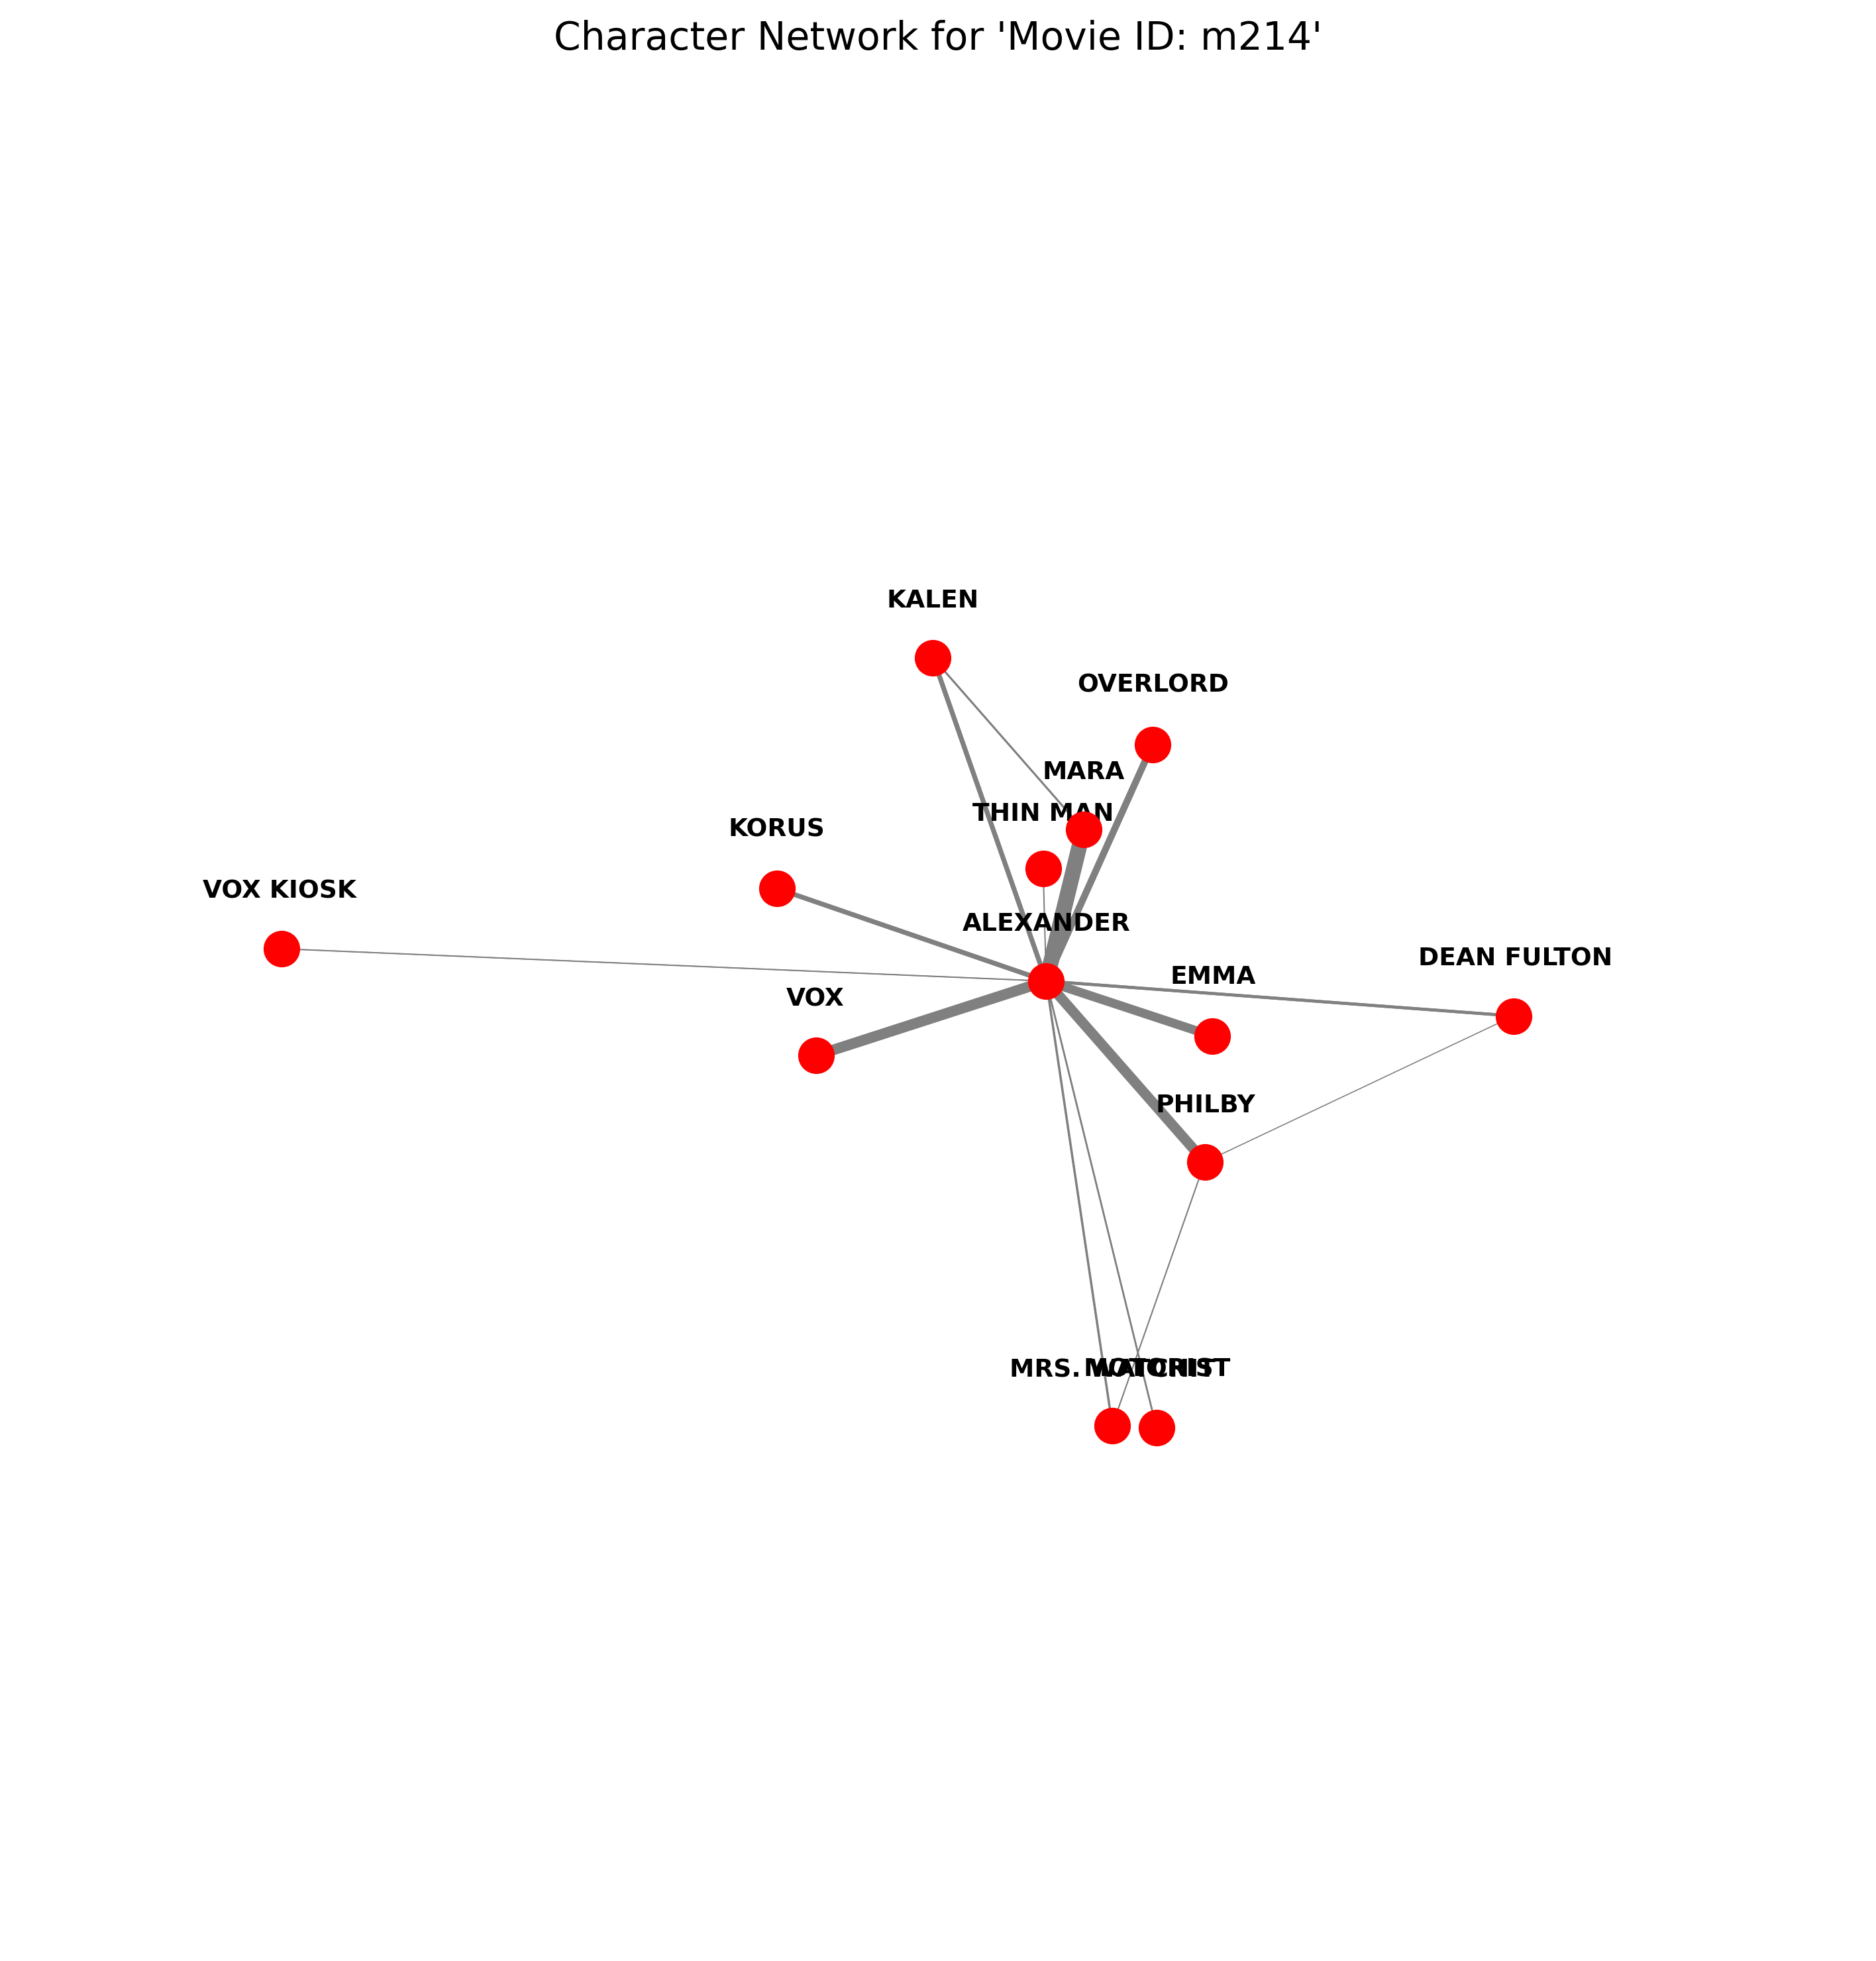 Character Network for 'Movie ID: m214'
KALEN
OVERLORD
MARA
THIN MAN
KORUS
VOX KIOSK
ALEXANDER
DEAN FULTON
EMMA
VOX
PHILBY
MRS.
MOTORIST